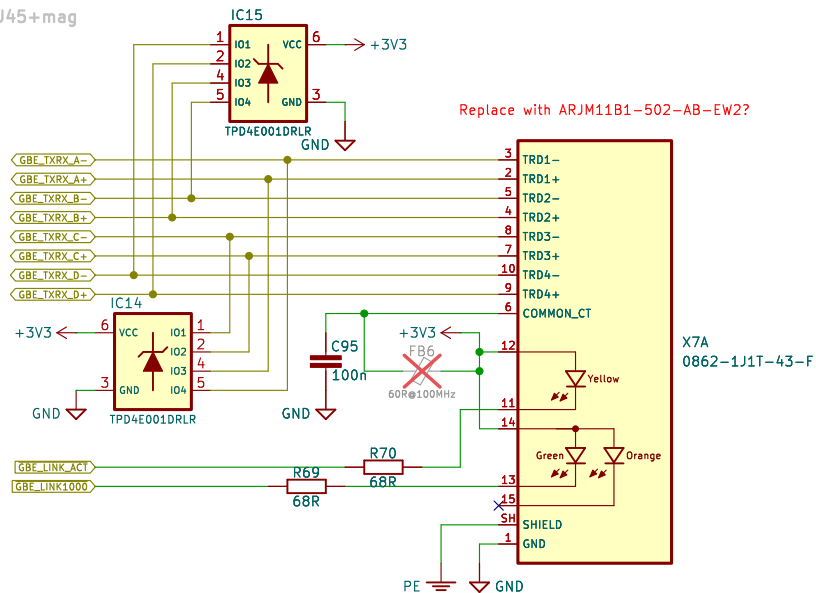 J45+mag
IC15
1 IO1 VCC 6 +3V3
2 IO2
4 IO3
5 IO4 GND 3
TPD4E001DRLR
GND
Replace with ARJM11B1-502-AB-EW2?
GBE_TXRX_A- 3 TRD1-
GBE_TXRX_A+ 2 TRD1+
GBE_TXRX_B- 5 TRD2-
GBE_TXRX_B+ 4 TRD2+
GBE_TXRX_C- 8 TRD3-
GBE_TXRX_C+ 7 TRD3+
GBE_TXRX_D- 10 TRD4-
GBE_TXRX_D+ 9 TRD4+
6 COMMON_CT
IC14
+3V3 6 VCC IO1 1
IO2 2
IO3 4
GND 3 GND IO4 5
TPD4E001DRLR
C95
100n
GND
+3V3
FB6
60R@100MHz
X7A
0862-1J1T-43-F
12
Yellow
11
14
Green Orange
GBE_LINK_ACT R70
68R
GBE_LINK1000 R69
68R
13
15
SH SHIELD
1 GND
PE GND